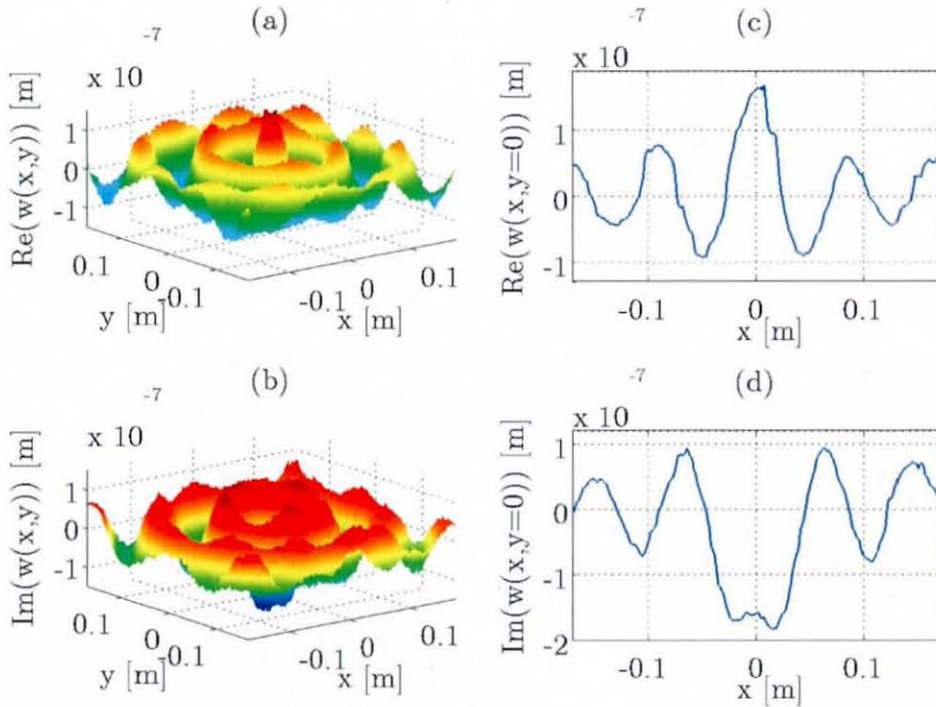 (a)
-7
x 10
Re(w(x,y)) [m]
1
0
-1
0.1
0
-0.1
y [m]
-0.1
0
0.1
x [m]
(c)
-7
x 10
Re(w(x,y=0)) [m]
1
0
-1
-0.1
0
0.1
x [m]
(b)
-7
x 10
Im(w(x,y)) [m]
1
0
-1
0.1
0
-0.1
y [m]
-0.1
0
0.1
x [m]
(d)
-7
x 10
Im(w(x,y=0)) [m]
1
0
-1
-2
-0.1
0
0.1
x [m]